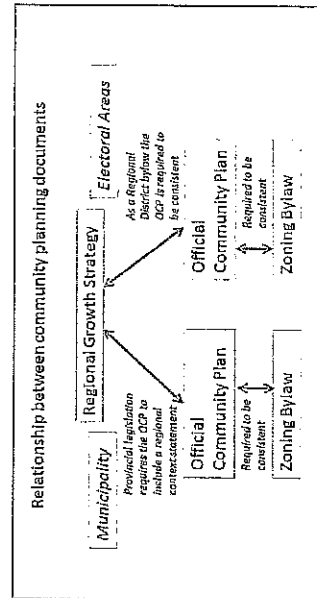 Relationship between community planning documents
Regional Growth Strategy
Municipality
Electoral Areas
Provincial legislation
requires the OCP to
include a regional
context statement
As a Regional
District bylaw the
OCP is required to
be consistent
Official
Community Plan
Official
Community Plan
Required to be
consistent
Required to be
consistent
Zoning Bylaw
Zoning Bylaw